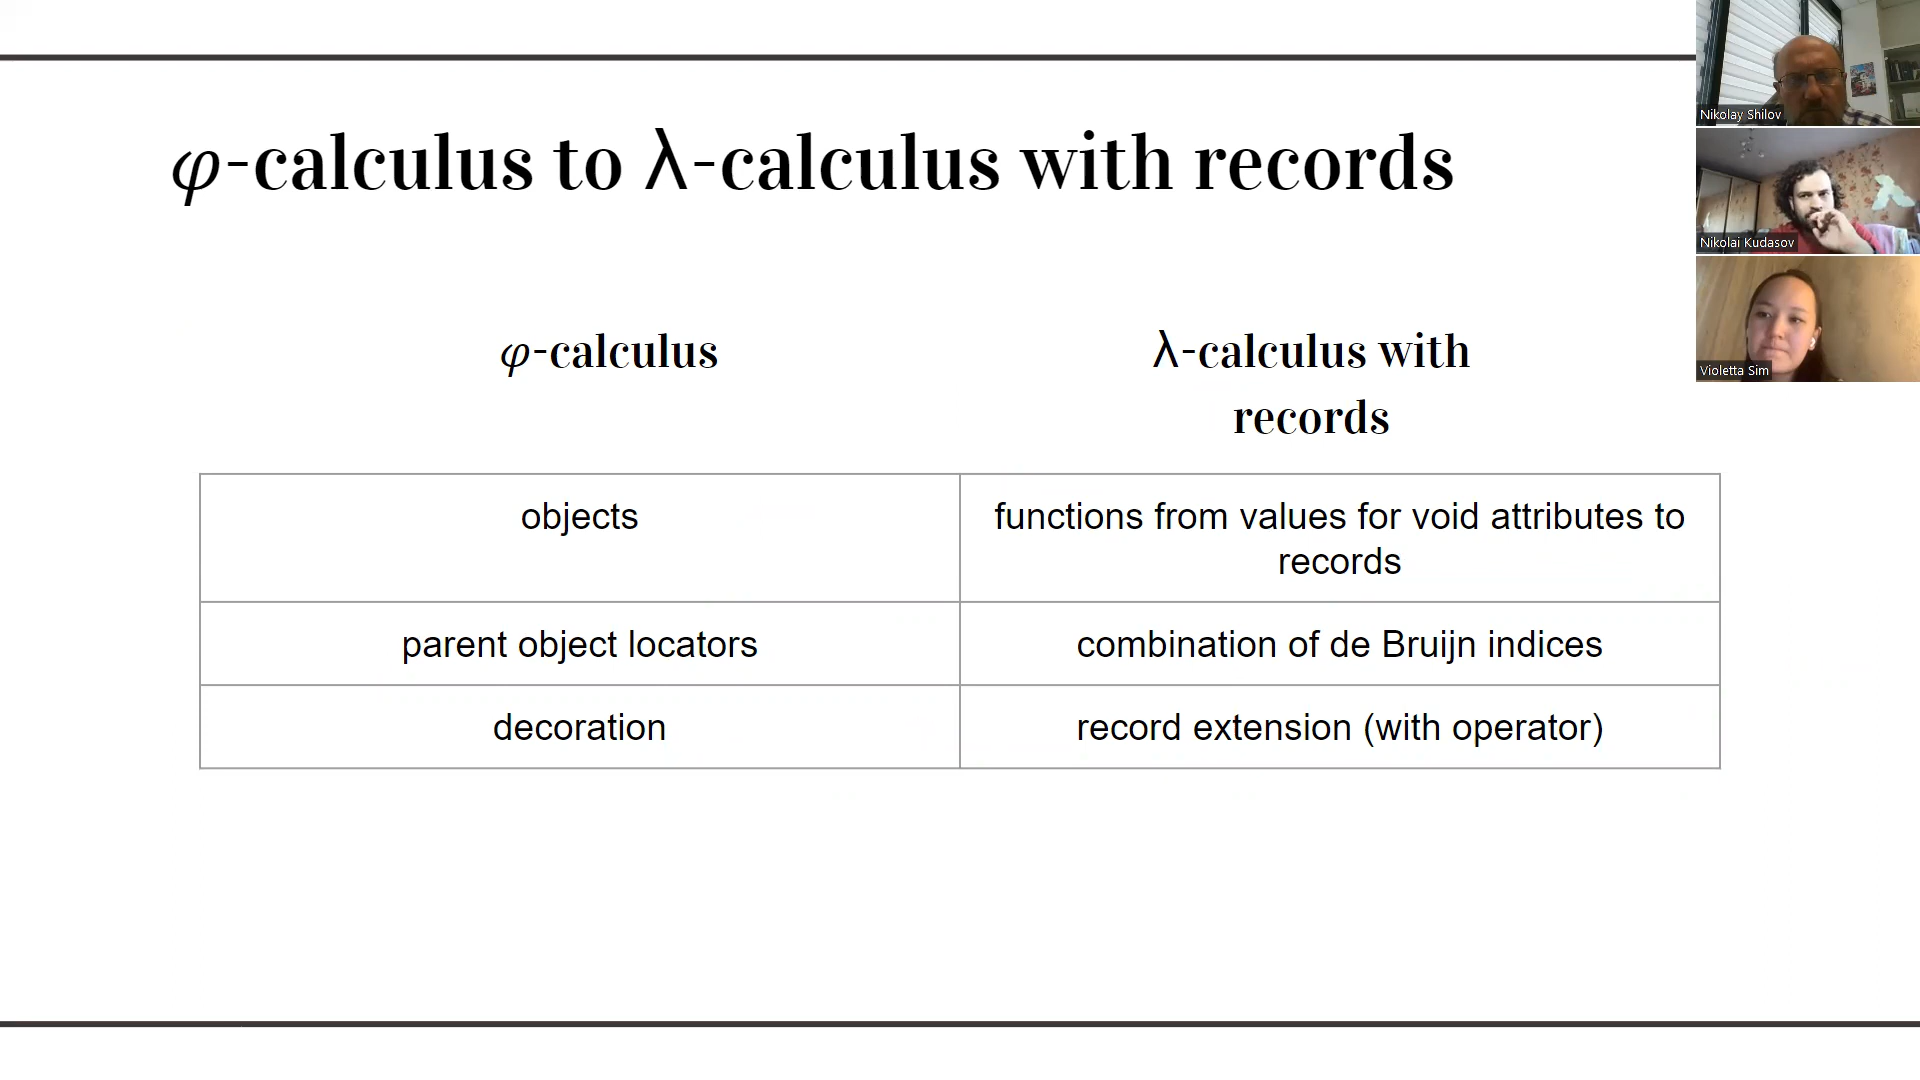 φ-calculus to λ-calculus with records
φ-calculus
λ-calculus with
records
objects
functions from values for void attributes to
records
parent object locators
combination of de Bruijn indices
decoration
record extension (with operator)
Nikolay Shilov
Nikolai Kudasov
Violetta Sim